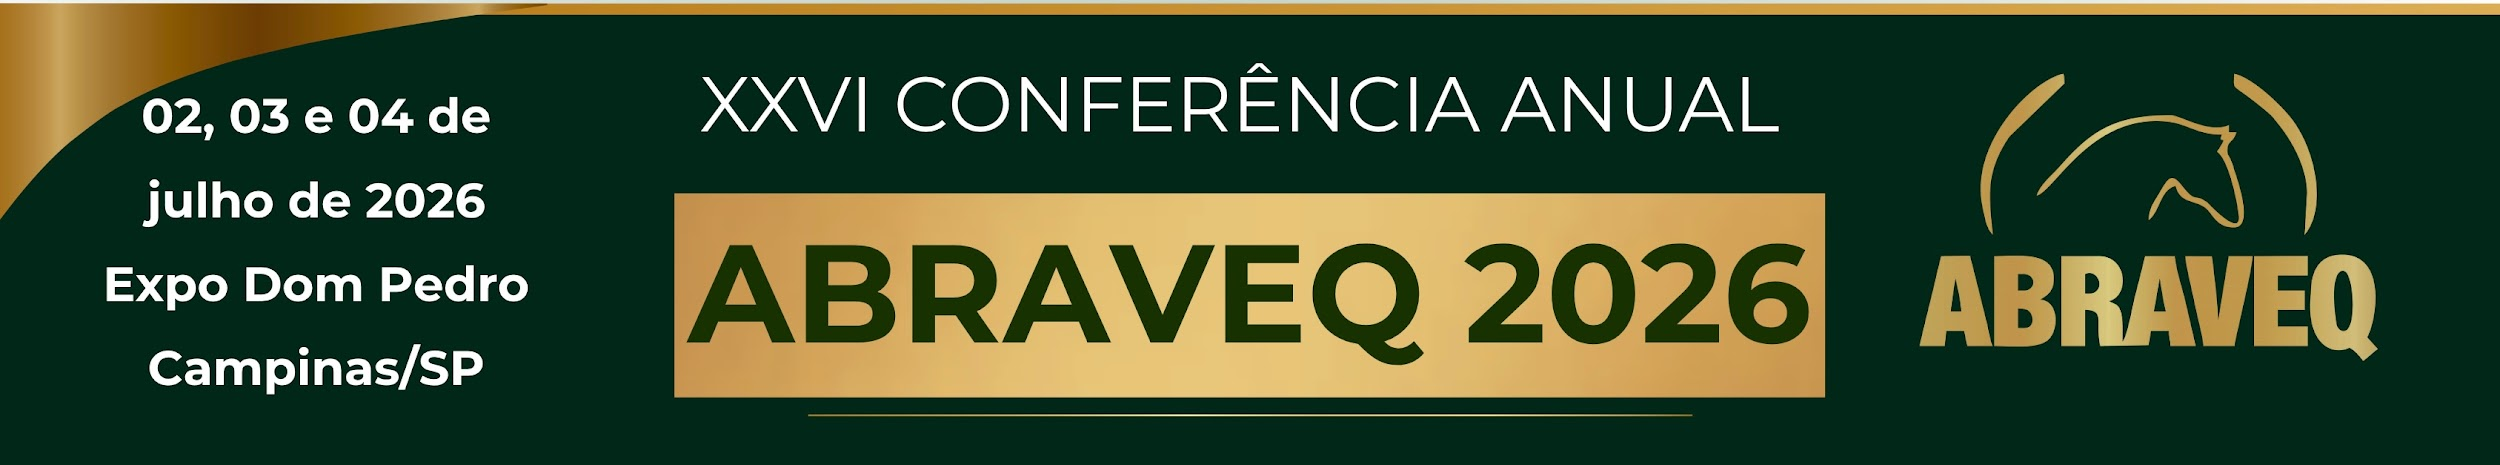 02, 03 e 04 de
julho de 2026
Expo Dom Pedro
Campinas/SP
XXVI CONFERÊNCIA ANUAL
ABRAVEQ 2026
ABRAVEQ